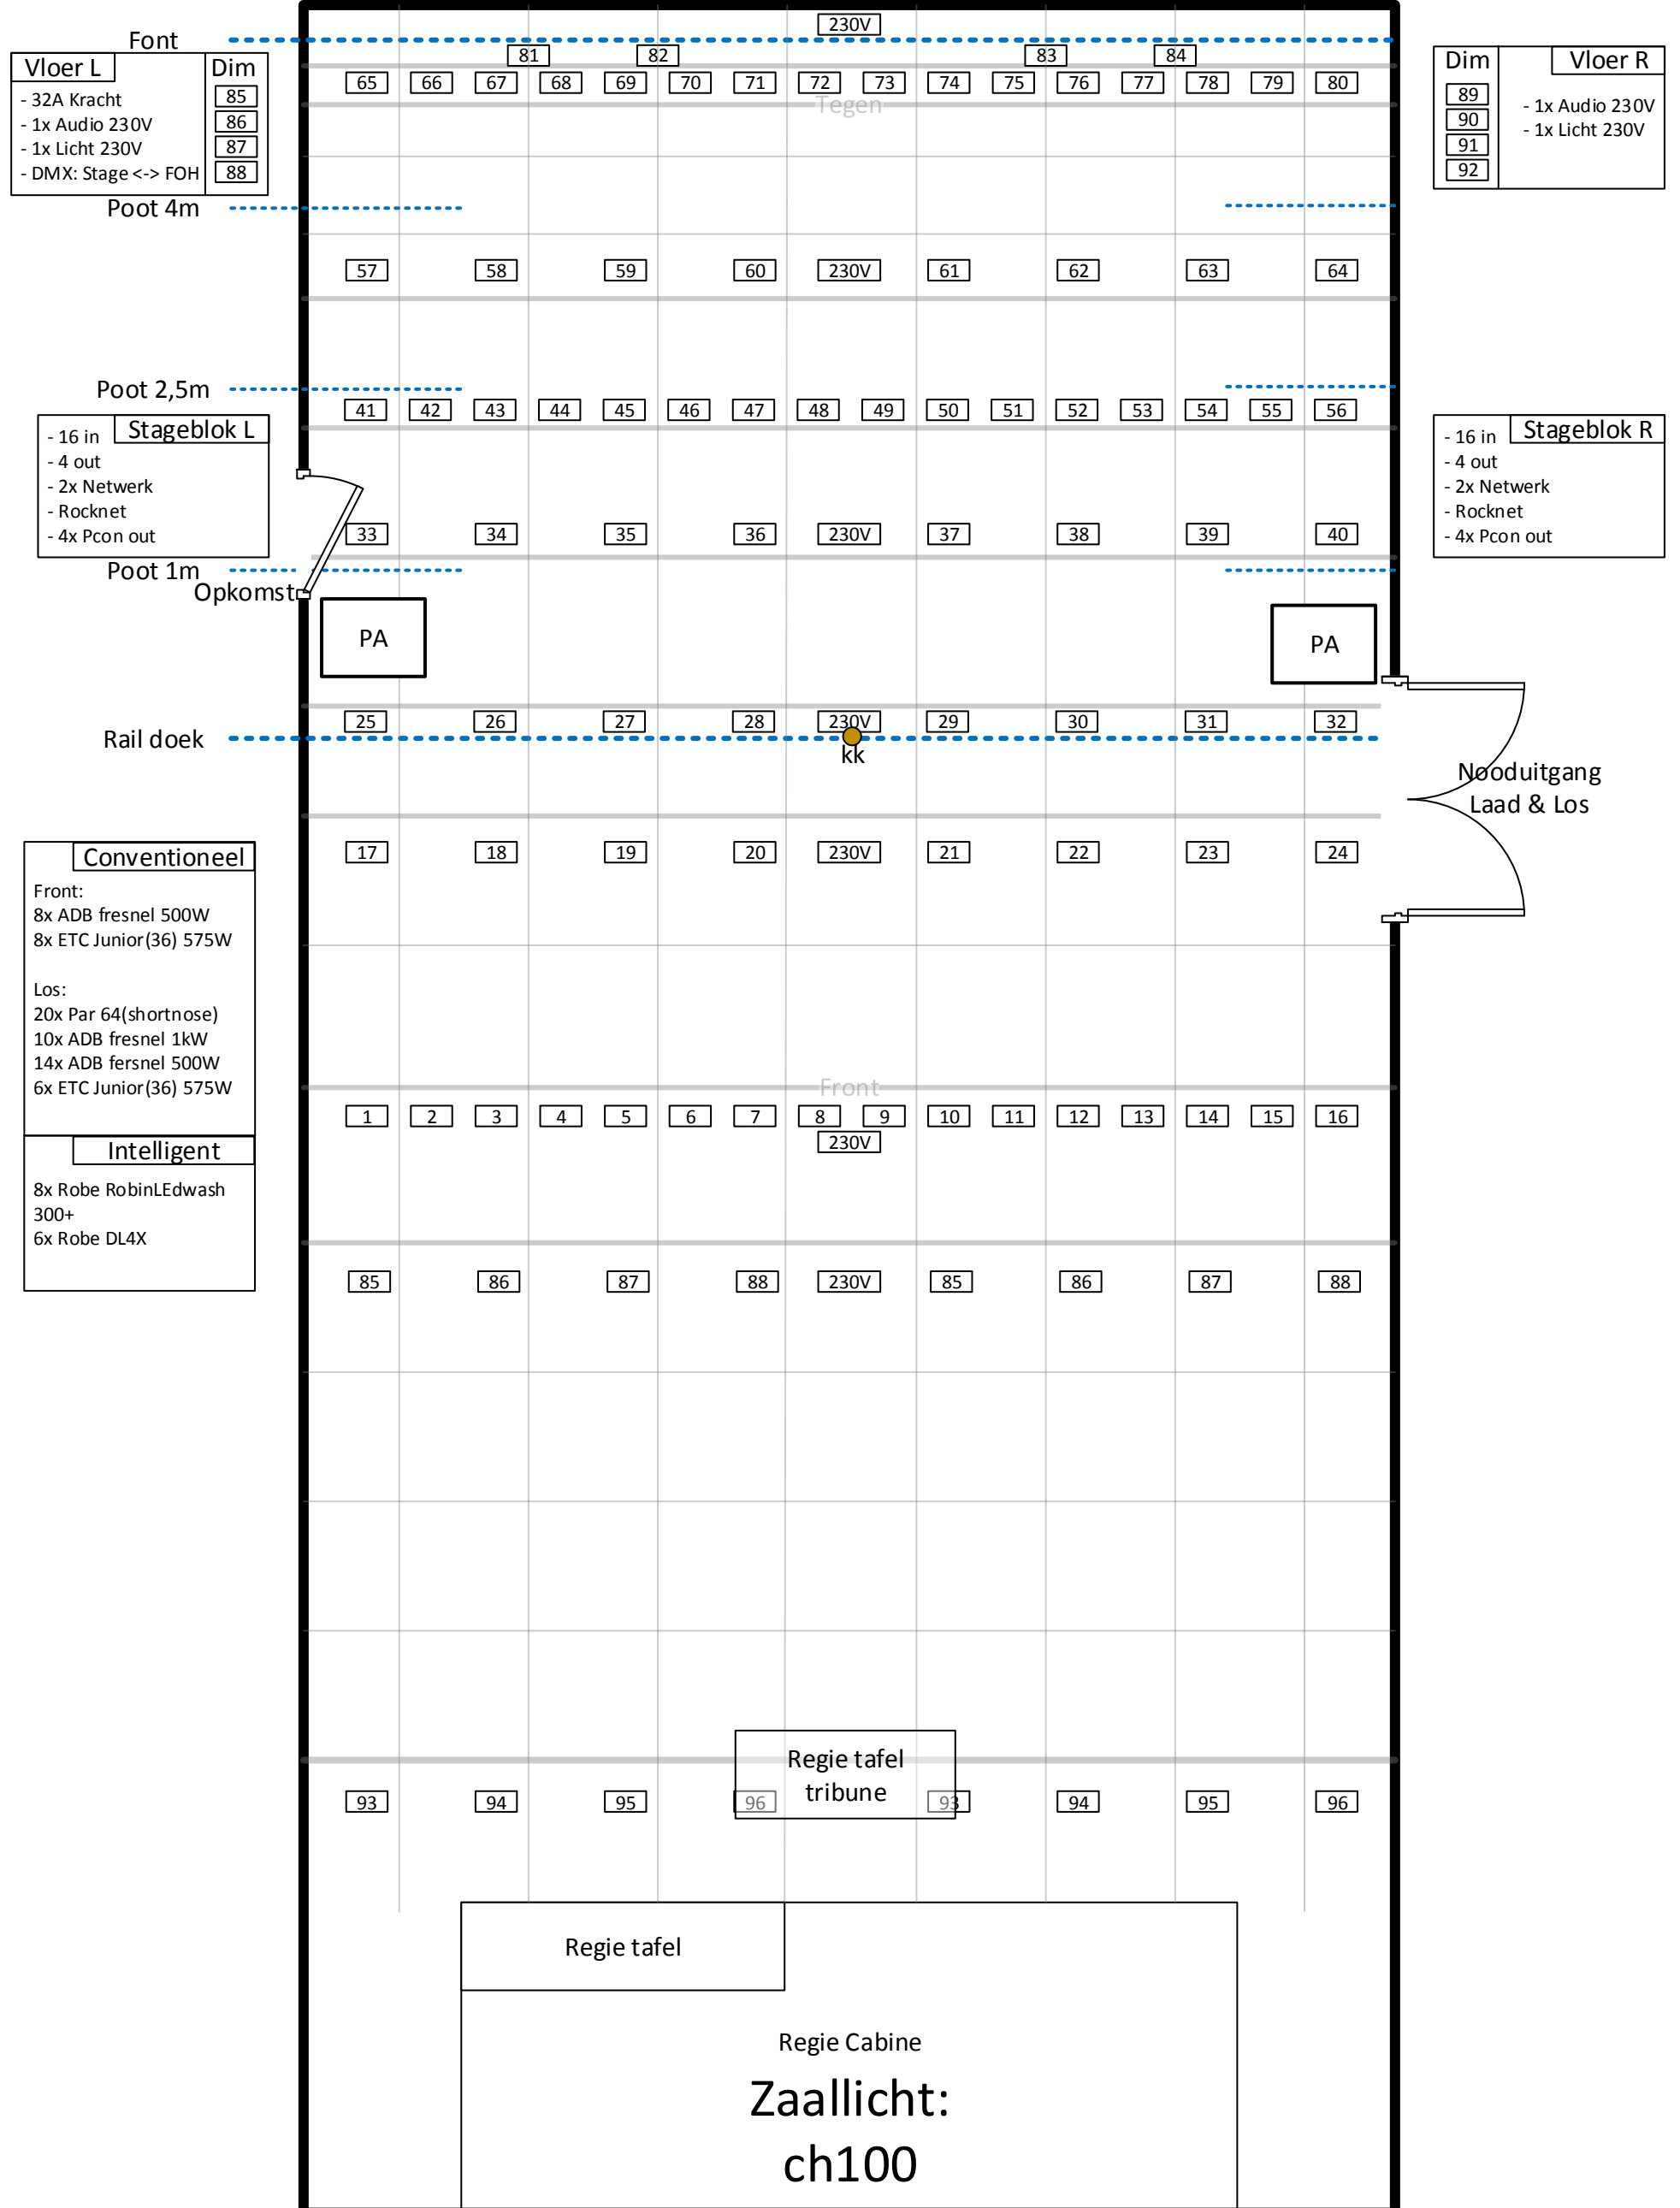 230V
Font
81 82 83 84
65 66 67 68 69 70 71 72 73 74 75 76 77 78 79 80
Tegen
Vloer L Dim
- 32A Kracht 85
- 1x Audio 230V 86
- 1x Licht 230V 87
- DMX: Stage <-> FOH 88
Dim Vloer R
89
90
91
92
- 1x Audio 230V
- 1x Licht 230V
Poot 4m
57 58 59 60 230V 61 62 63 64
Poot 2,5m
41 42 43 44 45 46 47 48 49 50 51 52 53 54 55 56
Stageblok L
- 16 in
- 4 out
- 2x Netwerk
- Rocknet
- 4x Pcon out
Stageblok R
- 16 in
- 4 out
- 2x Netwerk
- Rocknet
- 4x Pcon out
33 34 35 36 230V 37 38 39 40
Poot 1m
Opkomst
PA
PA
25 26 27 28 230V 29 30 31 32
Rail doek
kk
Nooduitgang
Laad & Los
17 18 19 20 230V 21 22 23 24
Conventioneel
Front:
8x ADB fresnel 500W
8x ETC Junior(36) 575W
Los:
20x Par 64(shortnose)
10x ADB fresnel 1kW
14x ADB fersnel 500W
6x ETC Junior(36) 575W
Intelligent
8x Robe RobinLEdwash
300+
6x Robe DL4X
Front
1 2 3 4 5 6 7 8 9 10 11 12 13 14 15 16
230V
85 86 87 88 230V 85 86 87 88
Regie tafel
tribune
93 94 95 96 93 94 95 96
Regie tafel
Regie Cabine
Zaallicht:
ch100